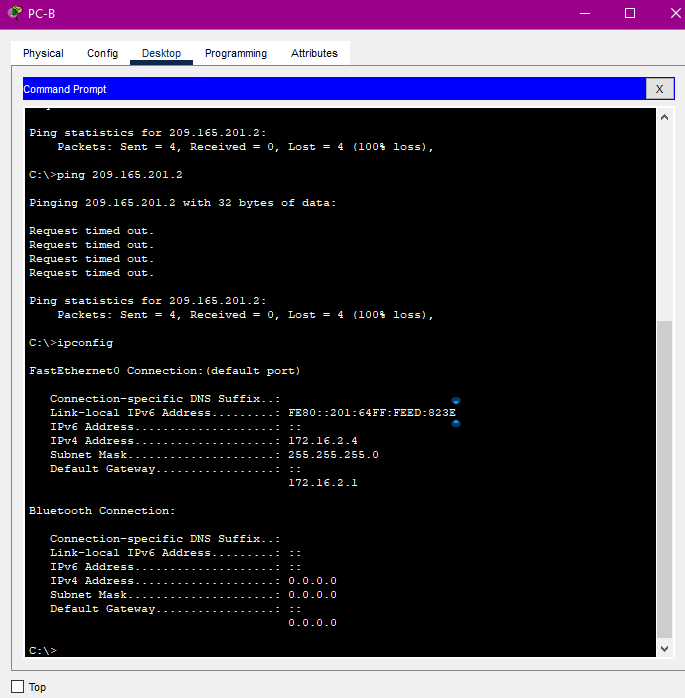 PC-B
Physical Config Desktop Programming Attributes
Command Prompt X
Ping statistics for 209.165.201.2:
    Packets: Sent = 4, Received = 0, Lost = 4 (100% loss),
C:\>ping 209.165.201.2
Pinging 209.165.201.2 with 32 bytes of data:
Request timed out.
Request timed out.
Request timed out.
Request timed out.
Ping statistics for 209.165.201.2:
    Packets: Sent = 4, Received = 0, Lost = 4 (100% loss),
C:\>ipconfig
FastEthernet0 Connection:(default port)
   Connection-specific DNS Suffix..:
   Link-local IPv6 Address.........: FE80::201:64FF:FEED:823E
   IPv6 Address....................: ::
   IPv4 Address....................: 172.16.2.4
   Subnet Mask.....................: 255.255.255.0
   Default Gateway.................: ::
                                     172.16.2.1
Bluetooth Connection:
   Connection-specific DNS Suffix..:
   Link-local IPv6 Address.........: ::
   IPv6 Address....................: ::
   IPv4 Address....................: 0.0.0.0
   Subnet Mask.....................: 0.0.0.0
   Default Gateway.................: ::
                                     0.0.0.0
C:\>
Top